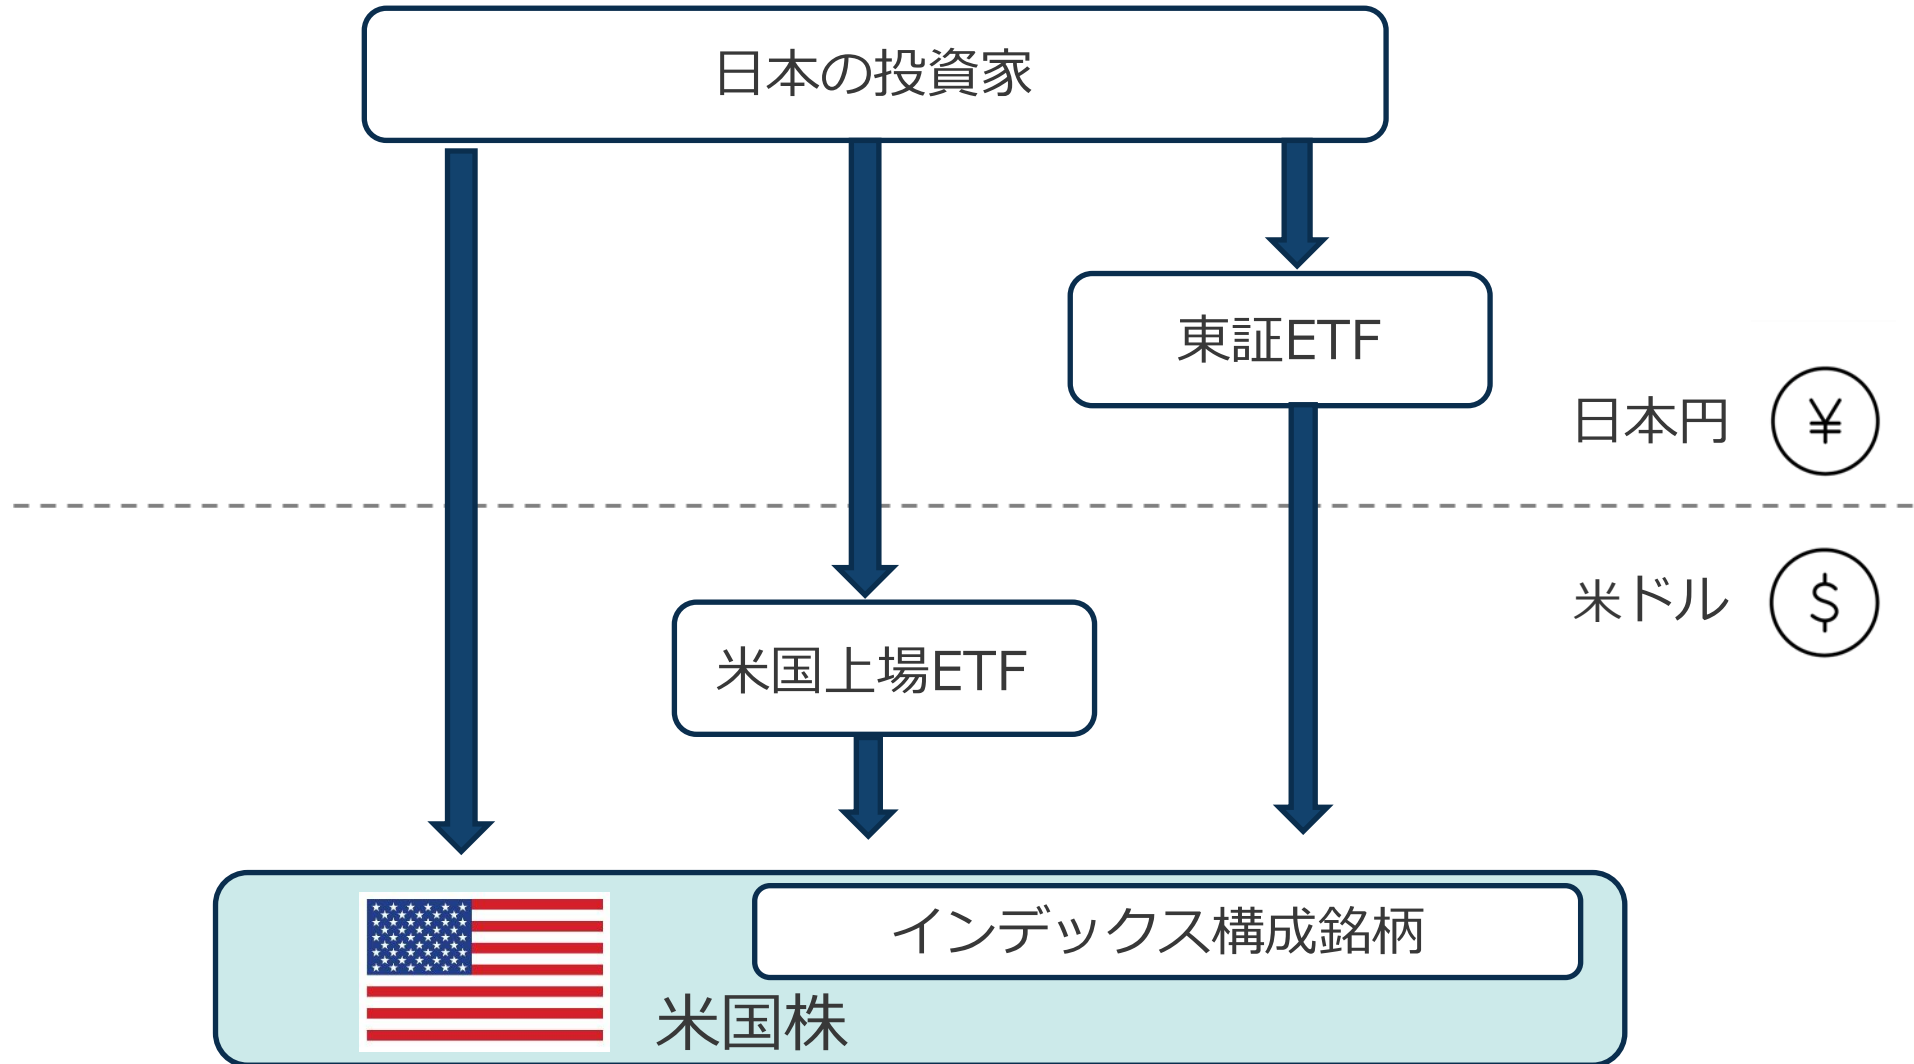 日本の投資家
東証ETF
日本円
¥
米ドル
$
米国上場ETF
インデックス構成銘柄
米国株